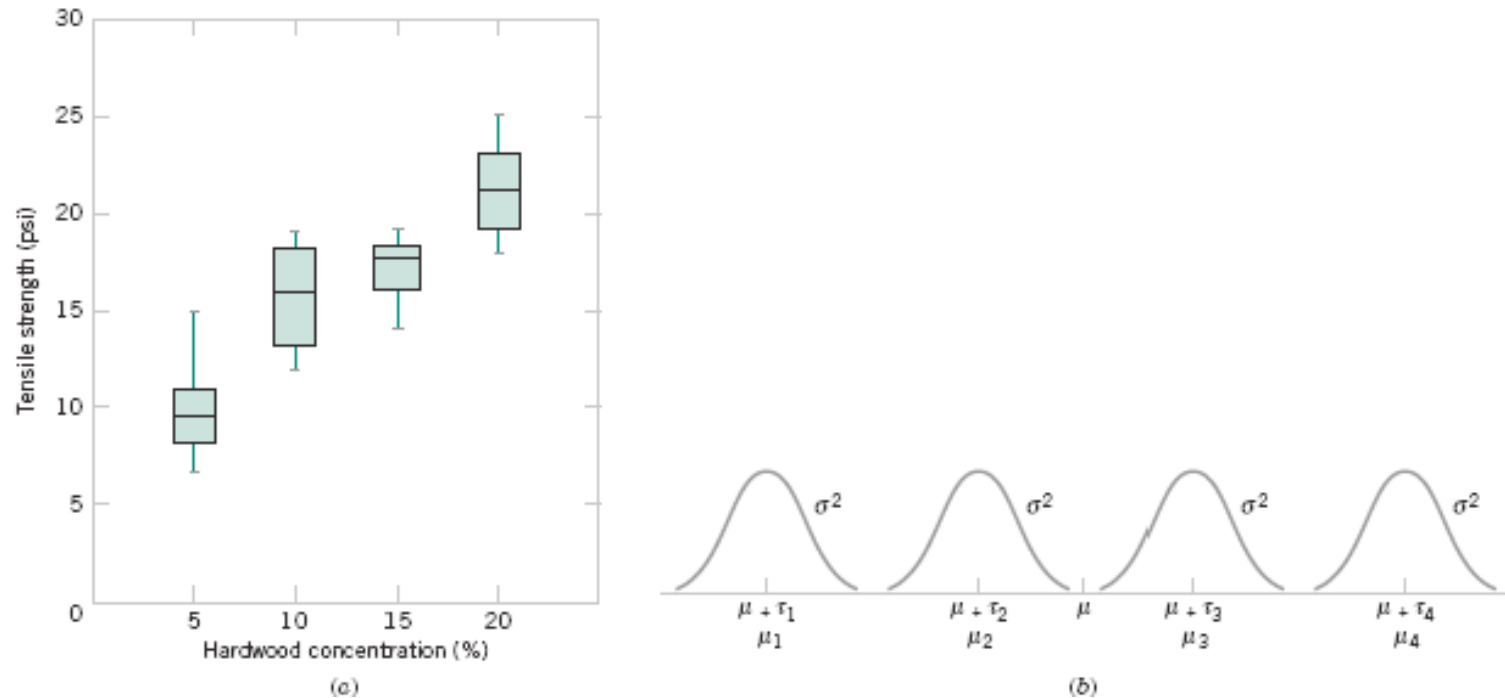 30
25
20
15
10
5
0
Tensile strength (psi)
5 10 15 20
Hardwood concentration (%)
(a)
σ² σ² σ² σ²
μ + τ₁ μ + τ₂ μ μ + τ₃ μ + τ₄
μ₁ μ₂ μ₃ μ₄
(b)